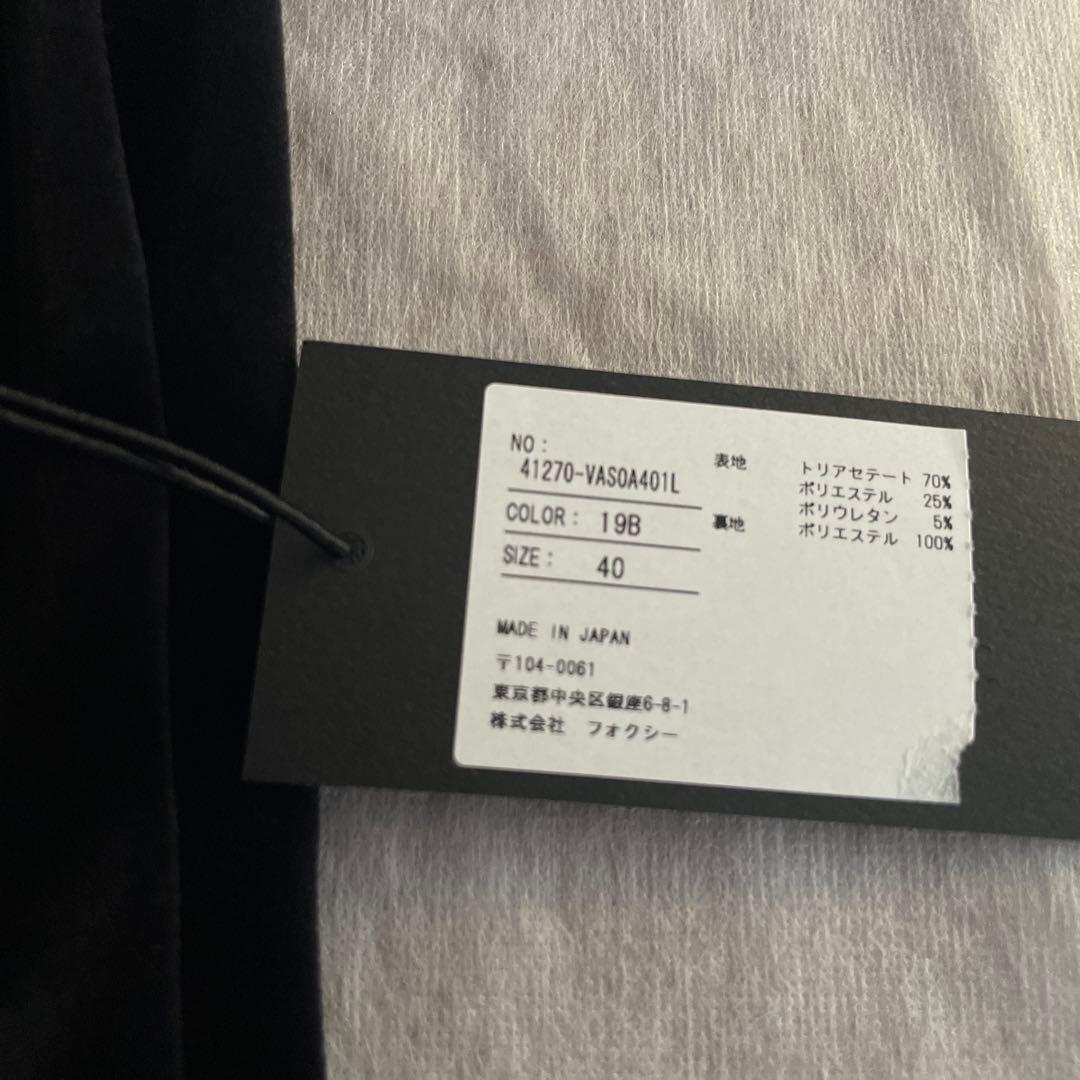 NO:
41270-VASOA401L
COLOR: 19B
SIZE: 40
表地 トリアセテート 70%
ポリエステル 25%
ポリウレタン 5%
裏地 ポリエステル 100%
MADE IN JAPAN
〒104-0061
東京都中央区銀座6-8-1
株式会社 フォクシー